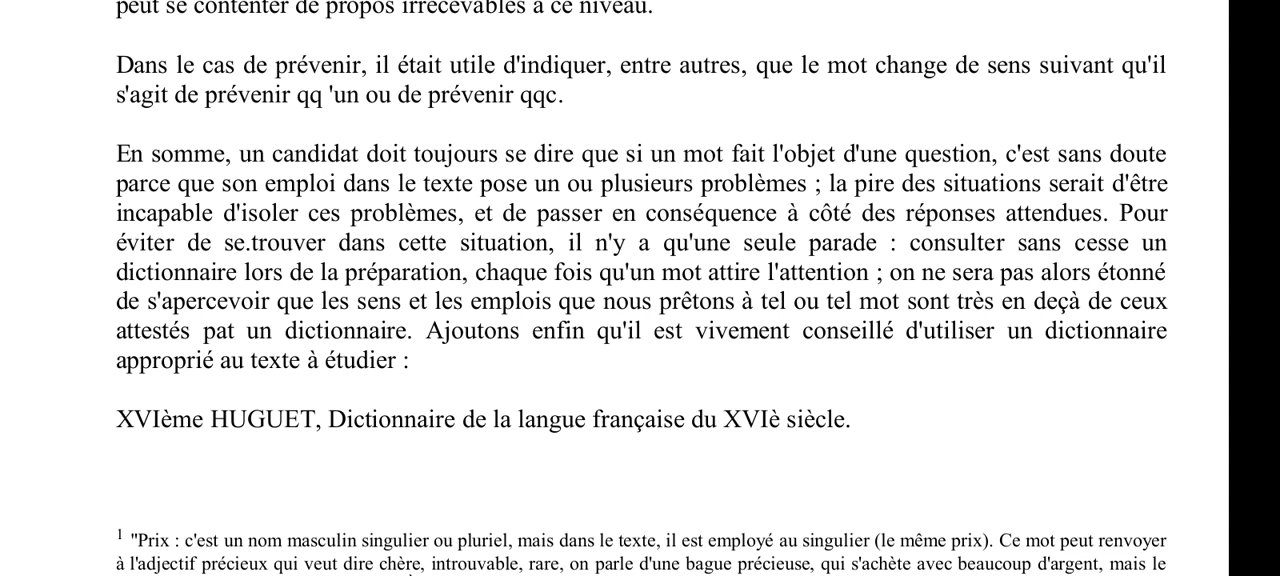 peut se contenter de propos irrecevables à ce niveau.
Dans le cas de prévenir, il était utile d'indiquer, entre autres, que le mot change de sens suivant qu'il
s'agit de prévenir qq 'un ou de prévenir qqc.
En somme, un candidat doit toujours se dire que si un mot fait l'objet d'une question, c'est sans doute
parce que son emploi dans le texte pose un ou plusieurs problèmes ; la pire des situations serait d'être
incapable d'isoler ces problèmes, et de passer en conséquence à côté des réponses attendues. Pour
éviter de se.trouver dans cette situation, il n'y a qu'une seule parade : consulter sans cesse un
dictionnaire lors de la préparation, chaque fois qu'un mot attire l'attention ; on ne sera pas alors étonné
de s'apercevoir que les sens et les emplois que nous prêtons à tel ou tel mot sont très en deçà de ceux
attestés pat un dictionnaire. Ajoutons enfin qu'il est vivement conseillé d'utiliser un dictionnaire
approprié au texte à étudier :
XVIème HUGUET, Dictionnaire de la langue française du XVIè siècle.
1 "Prix : c'est un nom masculin singulier ou pluriel, mais dans le texte, il est employé au singulier (le même prix). Ce mot peut renvoyer
à l'adjectif précieux qui veut dire chère, introuvable, rare, on parle d'une bague précieuse, qui s'achète avec beaucoup d'argent, mais le